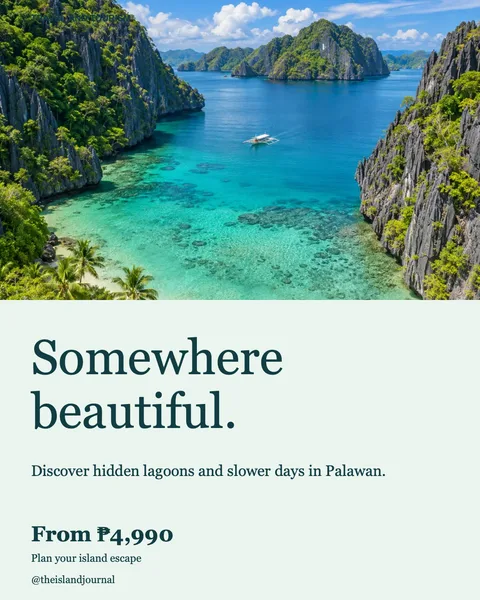 Somewhere
beautiful.
Discover hidden lagoons and slower days in Palawan.
From ₱4,990
Plan your island escape
@theislandjournal